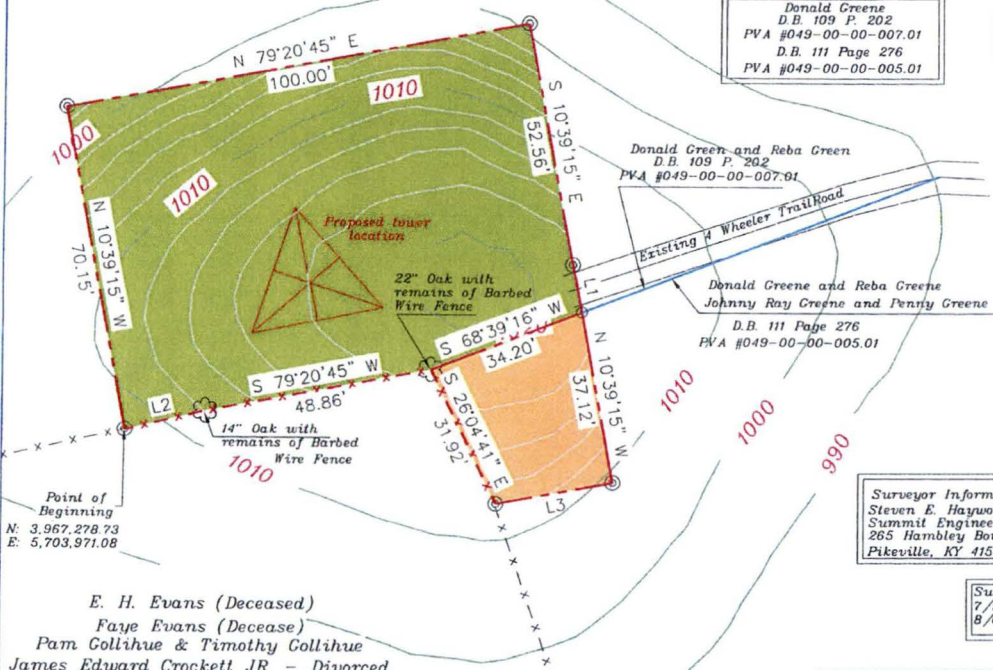 Donald Greene
D.B. 109 P. 202
PVA #049-00-00-007.01
D.B. 111 Page 276
PVA #049-00-00-005.01
N 79°20'45" E
100.00'
1010
1000
1010
S 10°39'15" E
52.56'
Donald Green and Reba Green
D.B. 109 P. 202
PVA #049-00-00-007.01
Existing 4 Wheeler TrailRoad
N 10°39'15" W
70.15'
Proposed tower
location
22" Oak with
remains of Barbed
Wire Fence
L1
Donald Greene and Reba Greene
Johnny Ray Greene and Penny Greene
D.B. 111 Page 276
PVA #049-00-00-005.01
S 68°39'16" W
34.20'
S 79°20'45" W
48.86'
L2
14" Oak with
remains of Barbed
Wire Fence
S 26°04'41" E
31.92'
N 10°39'15" W
37.12'
L3
1010
1010
1000
990
Point of
Beginning
N: 3,967,278.73
E: 5,703,971.08
Surveyor Inform
Steven E. Haywo
Summit Enginee
265 Hambley Bou
Pikeville, KY 415
Su
7/
8/
E. H. Evans (Deceased)
Faye Evans (Decease)
Pam Gollihue & Timothy Gollihue
James Edward Crockett JR - Divorced